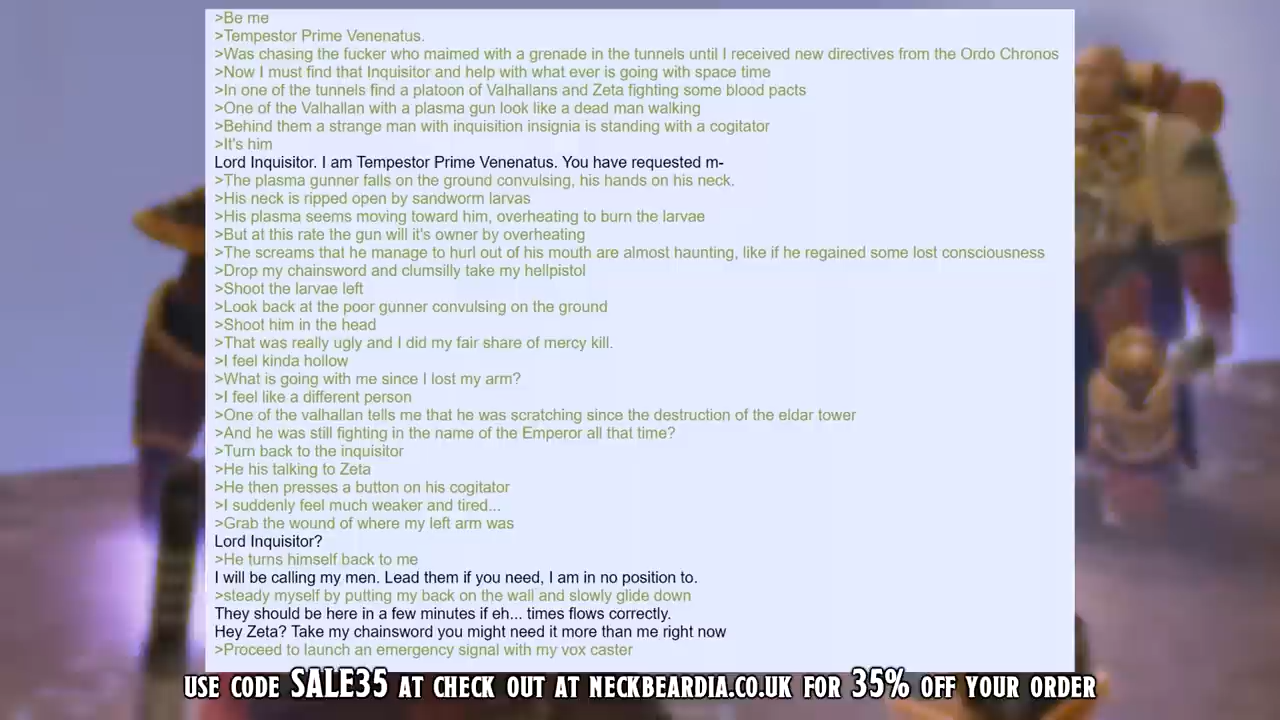 >Be me
>Tempestor Prime Venenatus.
>Was chasing the fucker who maimed with a grenade in the tunnels until I received new directives from the Ordo Chronos
>Now I must find that Inquisitor and help with what ever is going with space time
>In one of the tunnels find a platoon of Valhallans and Zeta fighting some blood pacts
>One of the Valhallan with a plasma gun look like a dead man walking
>Behind them a strange man with inquisition insignia is standing with a cogitator
>It's him
Lord Inquisitor. I am Tempestor Prime Venenatus. You have requested m-
>The plasma gunner falls on the ground convulsing, his hands on his neck.
>His neck is ripped open by sandworm larvas
>His plasma seems moving toward him, overheating to burn the larvae
>But at this rate the gun will it's owner by overheating
>The screams that he manage to hurl out of his mouth are almost haunting, like if he regained some lost consciousness
>Drop my chainsword and clumsilly take my hellpistol
>Shoot the larvae left
>Look back at the poor gunner convulsing on the ground
>Shoot him in the head
>That was really ugly and I did my fair share of mercy kill.
>I feel kinda hollow
>What is going with me since I lost my arm?
>I feel like a different person
>One of the valhallan tells me that he was scratching since the destruction of the eldar tower
>And he was still fighting in the name of the Emperor all that time?
>Turn back to the inquisitor
>He his talking to Zeta
>He then presses a button on his cogitator
>I suddenly feel much weaker and tired...
>Grab the wound of where my left arm was
Lord Inquisitor?
>He turns himself back to me
I will be calling my men. Lead them if you need, I am in no position to.
>steady myself by putting my back on the wall and slowly glide down
They should be here in a few minutes if eh... times flows correctly.
Hey Zeta? Take my chainsword you might need it more than me right now
>Proceed to launch an emergency signal with my vox caster
USE CODE SALE35 AT CHECK OUT AT NECKBEARDIA.CO.UK FOR 35% OFF YOUR ORDER